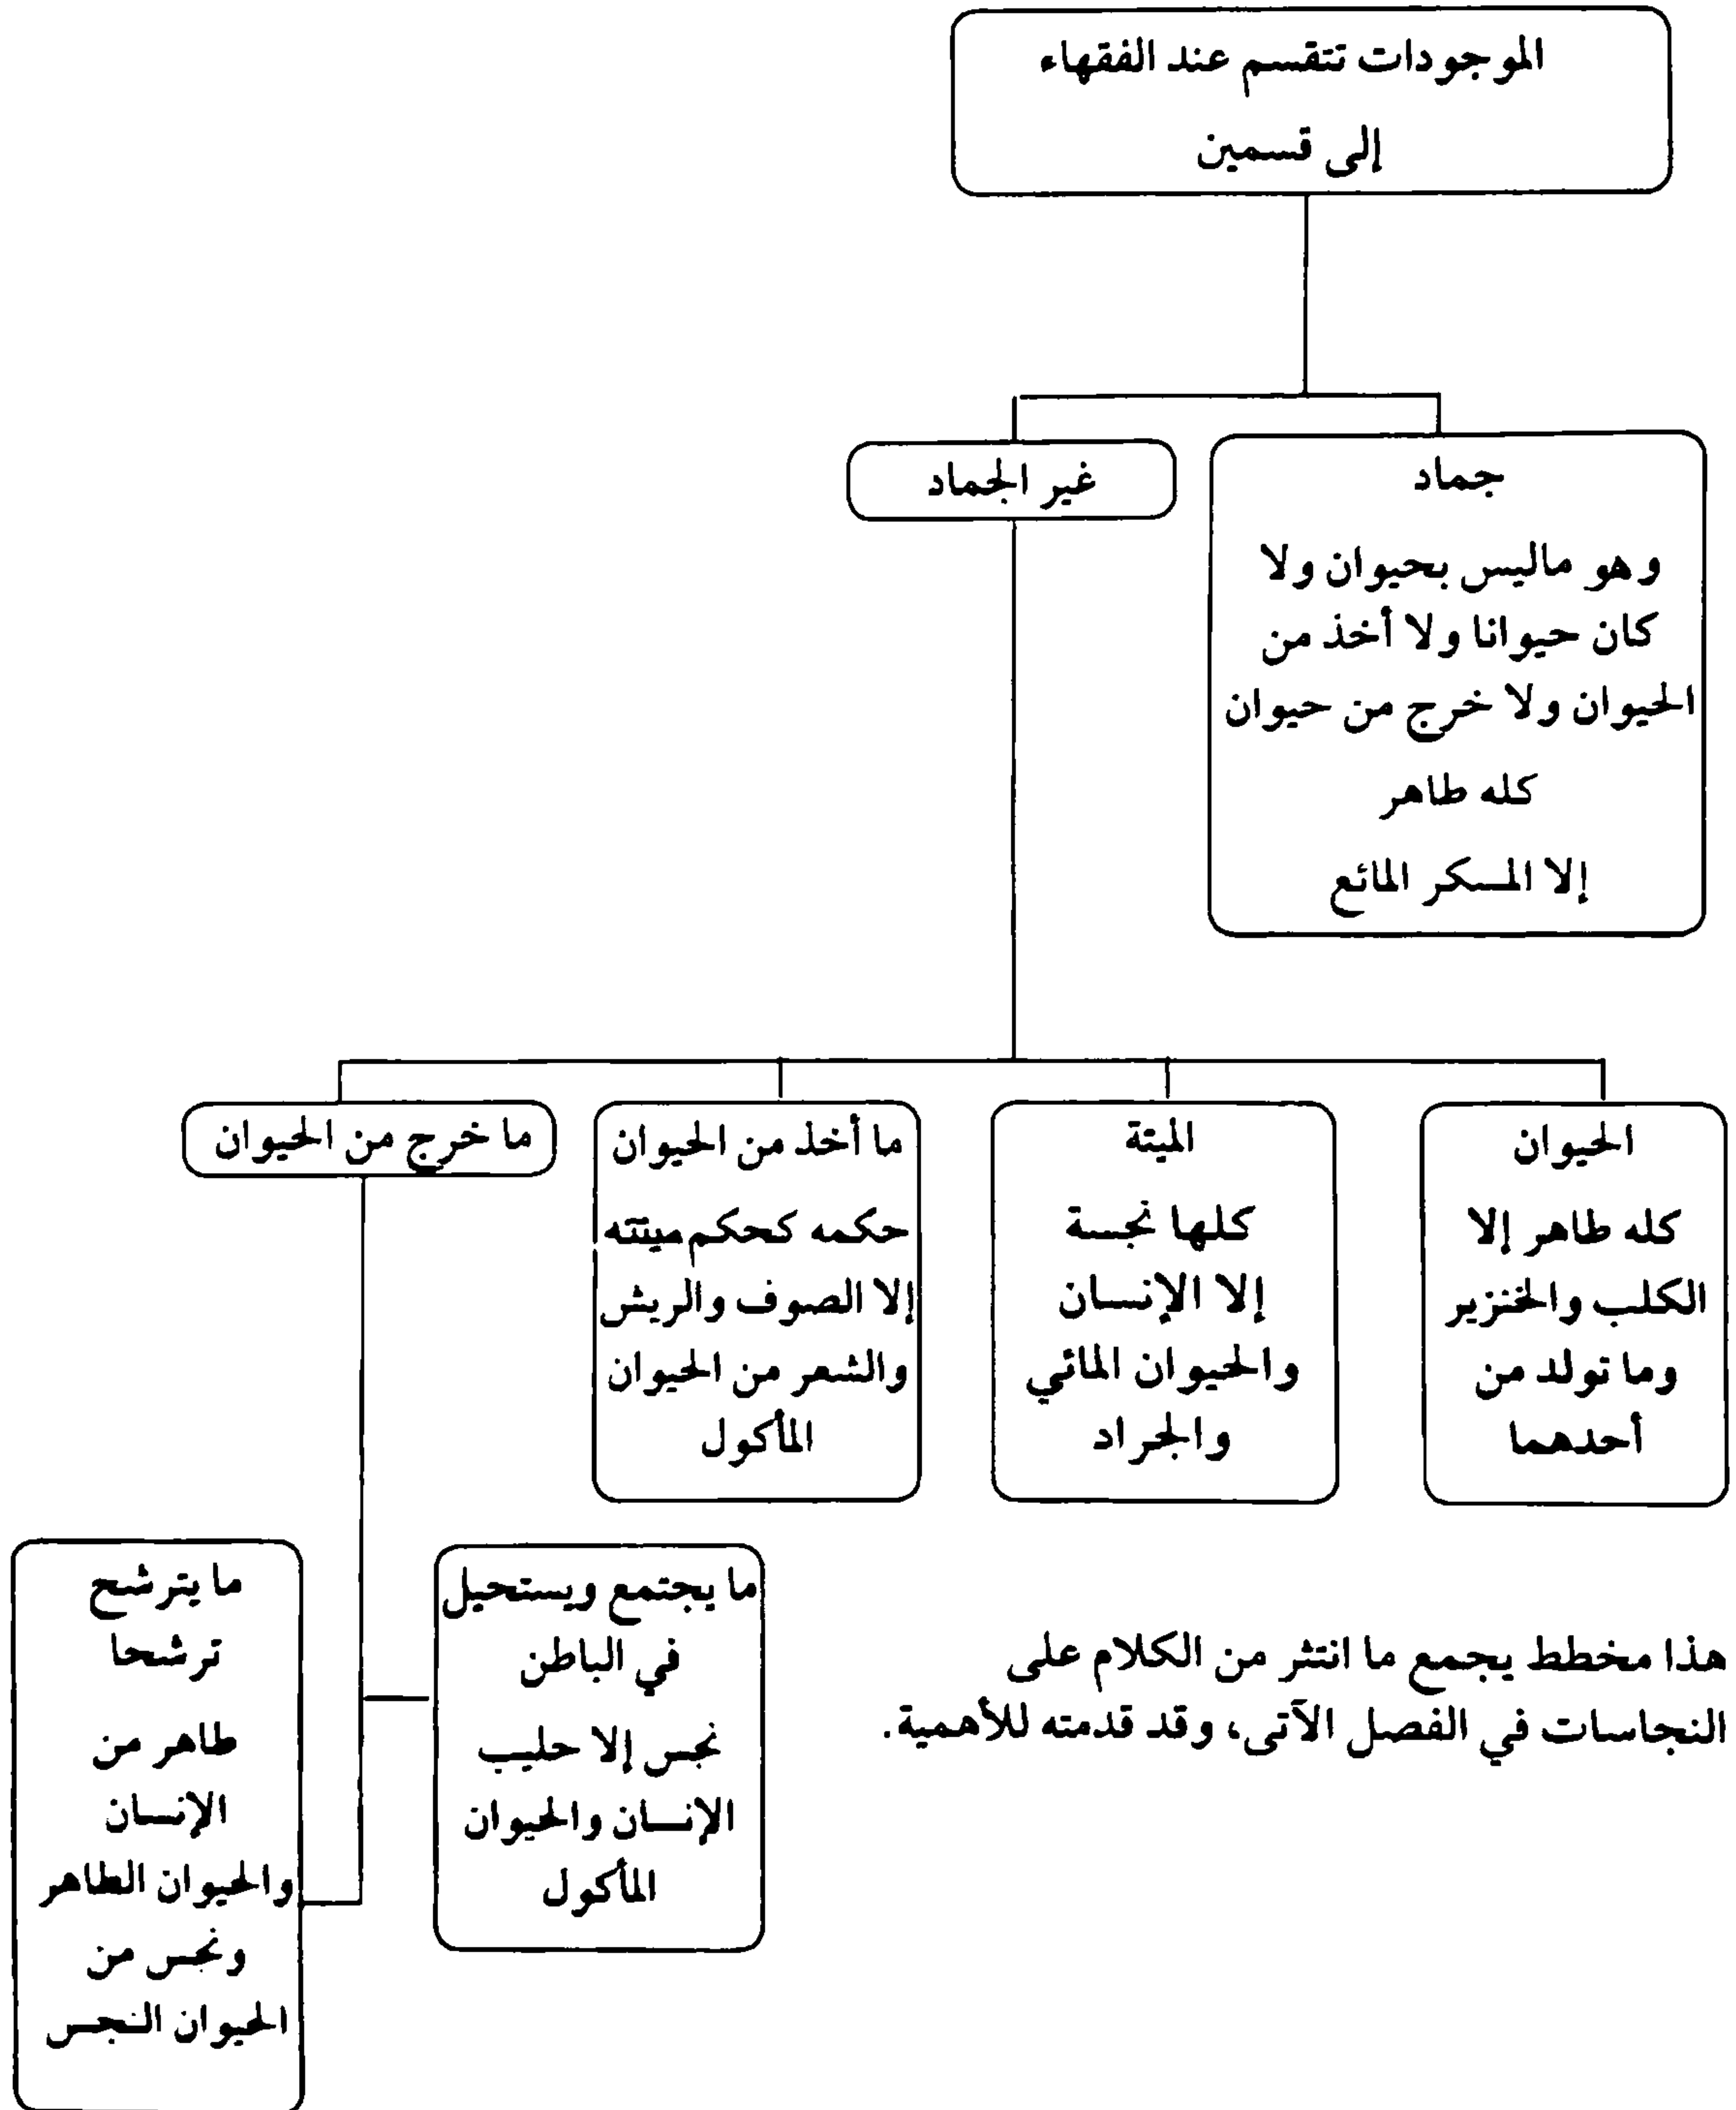 الموجودات تتقسم عند الفقهاء
إلى قسمين
جماد
وهو ماليس بحيوان ولا
كان حيوانا ولا أخذ من
الحيوان ولا خرج من حيوان
كله طاهر
إلا المسكر المائع
غير الجماد
الحيوان
كله طاهر إلا
الكلب والخنزير
وما تولد من
أحدهما
الميتة
كلها نجسة
إلا الإنسان
والحيوان المائي
والجراد
ما أخذ من الحيوان
حكمه كحكم ميتته
إلا الصوف والريش
والشعر من الحيوان
المأكول
ما خرج من الحيوان
ما يجتمع ويستحيل
في الباطن
نجس إلا حليب
الإنسان والحيوان
المأكول
ما يترشح
ترشحا
طاهر من
الإنسان
والحيوان الطاهر
ونجس من
الحيوان النجس
هذا مخطط يجمع ما انتثر من الكلام على
النجاسات في الفصل الآتى، وقد قدمته للأهمية.